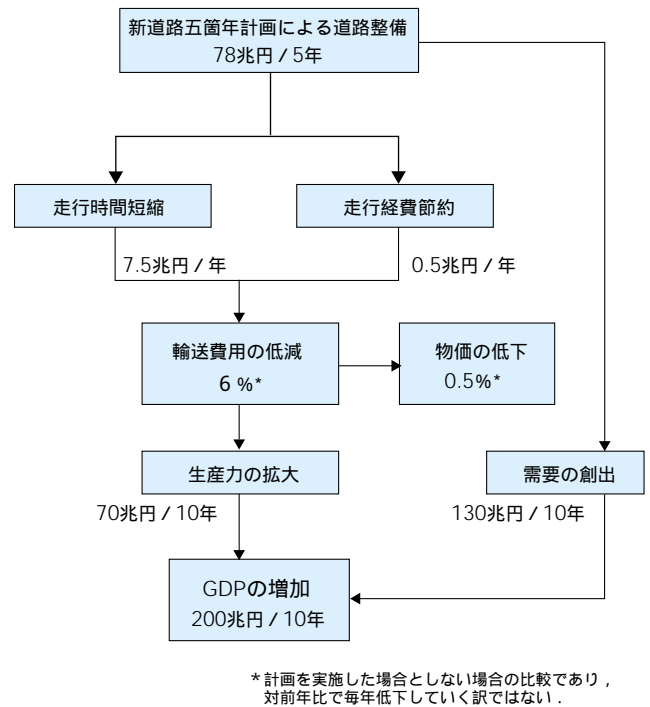 新道路五箇年計画による道路整備
78兆円 / 5年
走行時間短縮
走行経費節約
7.5兆円 / 年
0.5兆円 / 年
輸送費用の低減
6 %*
物価の低下
0.5%*
生産力の拡大
需要の創出
70兆円 / 10年
130兆円 / 10年
GDPの増加
200兆円 / 10年
*計画を実施した場合としない場合の比較であり，
対前年比で毎年低下していく訳ではない．